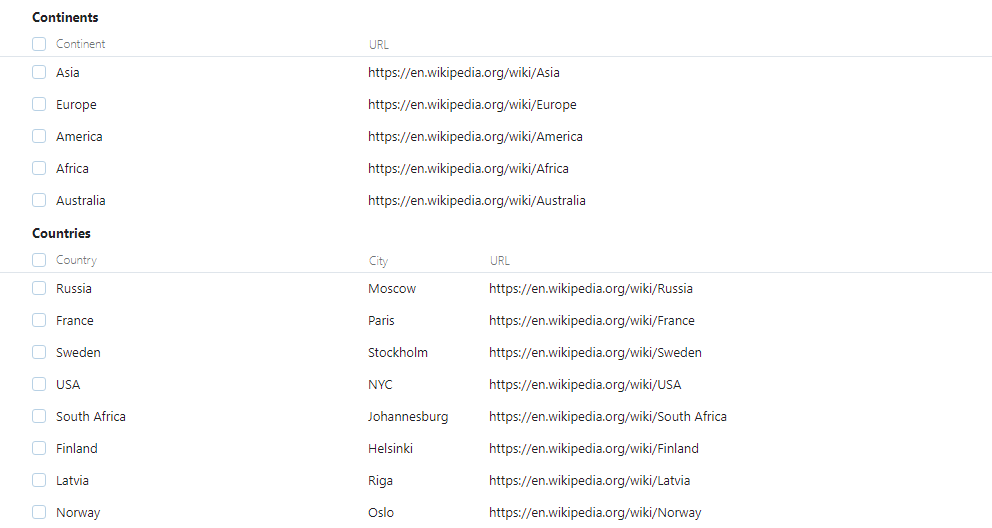 Continents
Continent URL
Asia https://en.wikipedia.org/wiki/Asia
Europe https://en.wikipedia.org/wiki/Europe
America https://en.wikipedia.org/wiki/America
Africa https://en.wikipedia.org/wiki/Africa
Australia https://en.wikipedia.org/wiki/Australia
Countries
Country City URL
Russia Moscow https://en.wikipedia.org/wiki/Russia
France Paris https://en.wikipedia.org/wiki/France
Sweden Stockholm https://en.wikipedia.org/wiki/Sweden
USA NYC https://en.wikipedia.org/wiki/USA
South Africa Johannesburg https://en.wikipedia.org/wiki/South Africa
Finland Helsinki https://en.wikipedia.org/wiki/Finland
Latvia Riga https://en.wikipedia.org/wiki/Latvia
Norway Oslo https://en.wikipedia.org/wiki/Norway